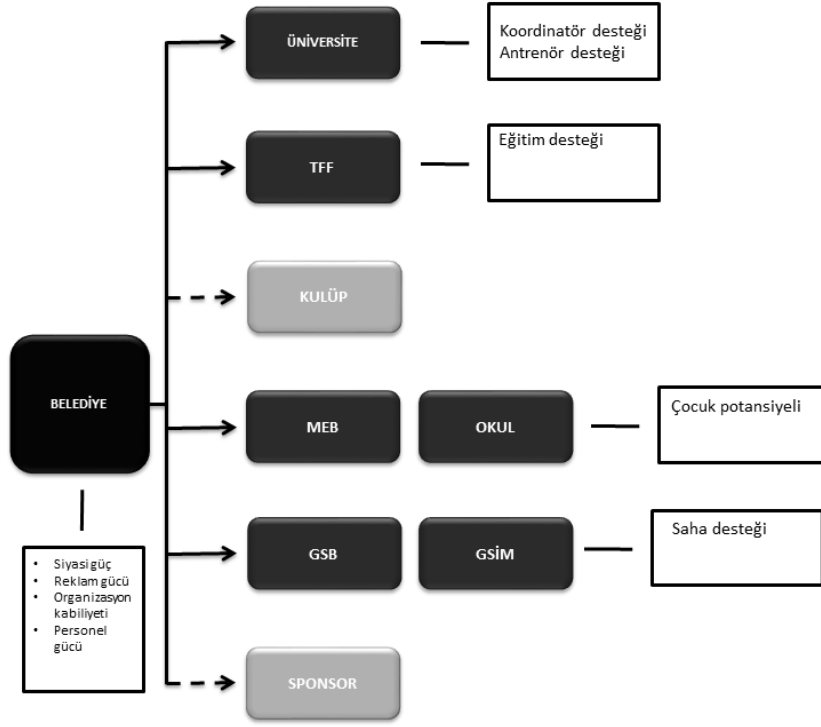 ÜNİVERSİTE
Koordinatör desteği
Antrenör desteği
TFF
Eğitim desteği
KULÜP
BELEDİYE
MEB
OKUL
Çocuk potansiyeli
GSB
GSİM
Saha desteği
• Siyasi güç
• Reklam gücü
• Organizasyon
kabiliyeti
• Personel
gücü
SPONSOR